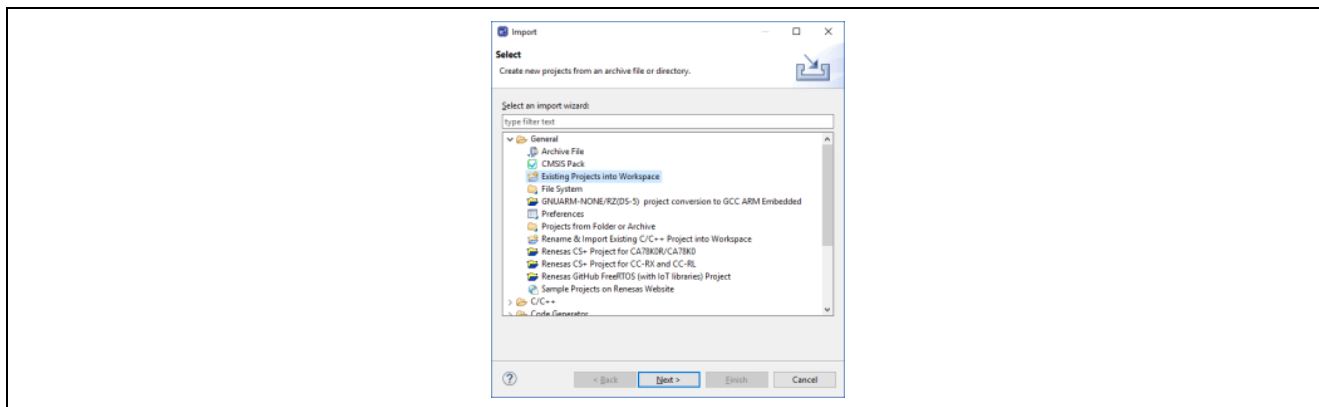 Import
Select
Create new projects from an archive file or directory.
Select an import wizard:
type filter text
General
Archive File
CMSIS Pack
Existing Projects into Workspace
File System
GNUARM-NONE/RZ(DS-5) project conversion to GCC ARM Embedded
Preferences
Projects from Folder or Archive
Rename & Import Existing C/C++ Project into Workspace
Renesas CS+ Project for CA78K0R/CA78K0
Renesas CS+ Project for CC-RX and CC-RL
Renesas GitHub FreeRTOS (with IoT libraries) Project
Sample Projects on Renesas Website
C/C++
Code Generator
< Back Next > Finish Cancel